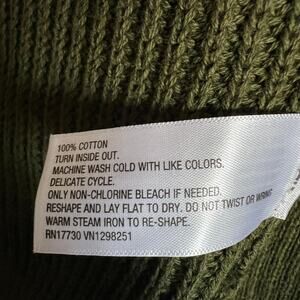 100% COTTON
TURN INSIDE OUT.
MACHINE WASH COLD WITH LIKE COLORS.
DELICATE CYCLE.
ONLY NON-CHLORINE BLEACH IF NEEDED.
RESHAPE AND LAY FLAT TO DRY. DO NOT TWIST OR WRING
WARM STEAM IRON TO RE-SHAPE.
RN17730 VN1298251